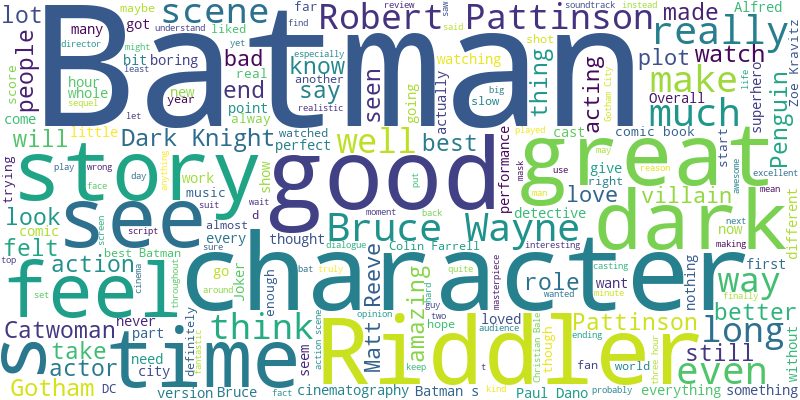 Batman
good
great
character
story
see
feel
time
Riddler
dark
s
Robert Pattinson
scene
really
make
much
well
Bruce Wayne
think
long
way
even
Dark Knight
people
lot
look
felt
action
Catwoman
take
actor
Gotham
bad
end
know
say
seen
best
thing
acting
plot
watch
made
Penguin
villain
love
role
amazing
Matt Reeve
Pattinson
still
better
will
many
maybe
got
far
find
review
saw
soundtrack
instead
Alfred
director
might
understand
yet
liked
said
especially
bit
boring
real
another
watching
shot
Zoe Kravitz
score
hour
whole
least
new
year
point
alway
slow
going
actually
big
realistic
Gotham City
life
superhero
Overall
come
sequel
let
little
watched
perfect
performance
played
cast
comic book
start
trying
play
wrong
anything
work
show
face
day
music
suit
wait
d
put
mask
use
may
give
right
reason
awesome
excellent
mean
man
detective
comic
screen
script
almost
every
thought
moment
back
now
next
making
different
top
best Batman
cinema
sure
dialogue
Colin Farrell
interesting
throughout
Joker
go
enough
bat
truly
quite
hard
masterpiece
casting
want
nothing
first
set
around
guy
wanted
minute
finally
never
part
definitely
fantastic
seem
opinion
two
loved
hope
audience
Christian Bale
ending
though
fan
world
three hour
without
need
city
action scene
DC
version
Bruce
fact
cinematography
keep
Batman s
t
kind
Paul Dano
probably
everything
something